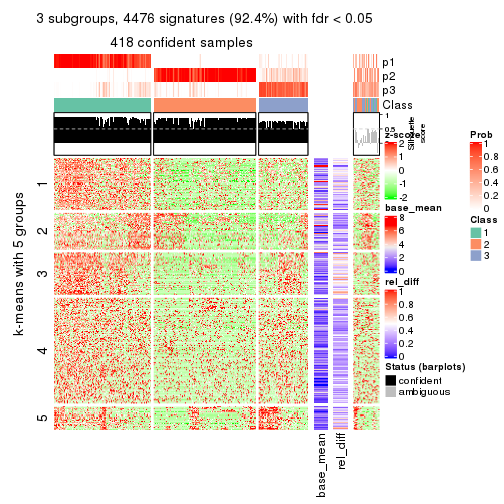 3 subgroups, 4476 signatures (92.4%) with fdr < 0.05
418 confident samples
p1
p2
p3
Class
1
0.5
0
Silhouette
score
k-means with 5 groups
1
2
3
4
5
base_mean
rel_diff
z-score
2
1
0
-1
-2
base_mean
8
6
4
2
0
rel_diff
1
0.8
0.6
0.4
0.2
0
Status (barplots)
confident
ambiguous
Prob
1
0.8
0.6
0.4
0.2
0
Class
1
2
3